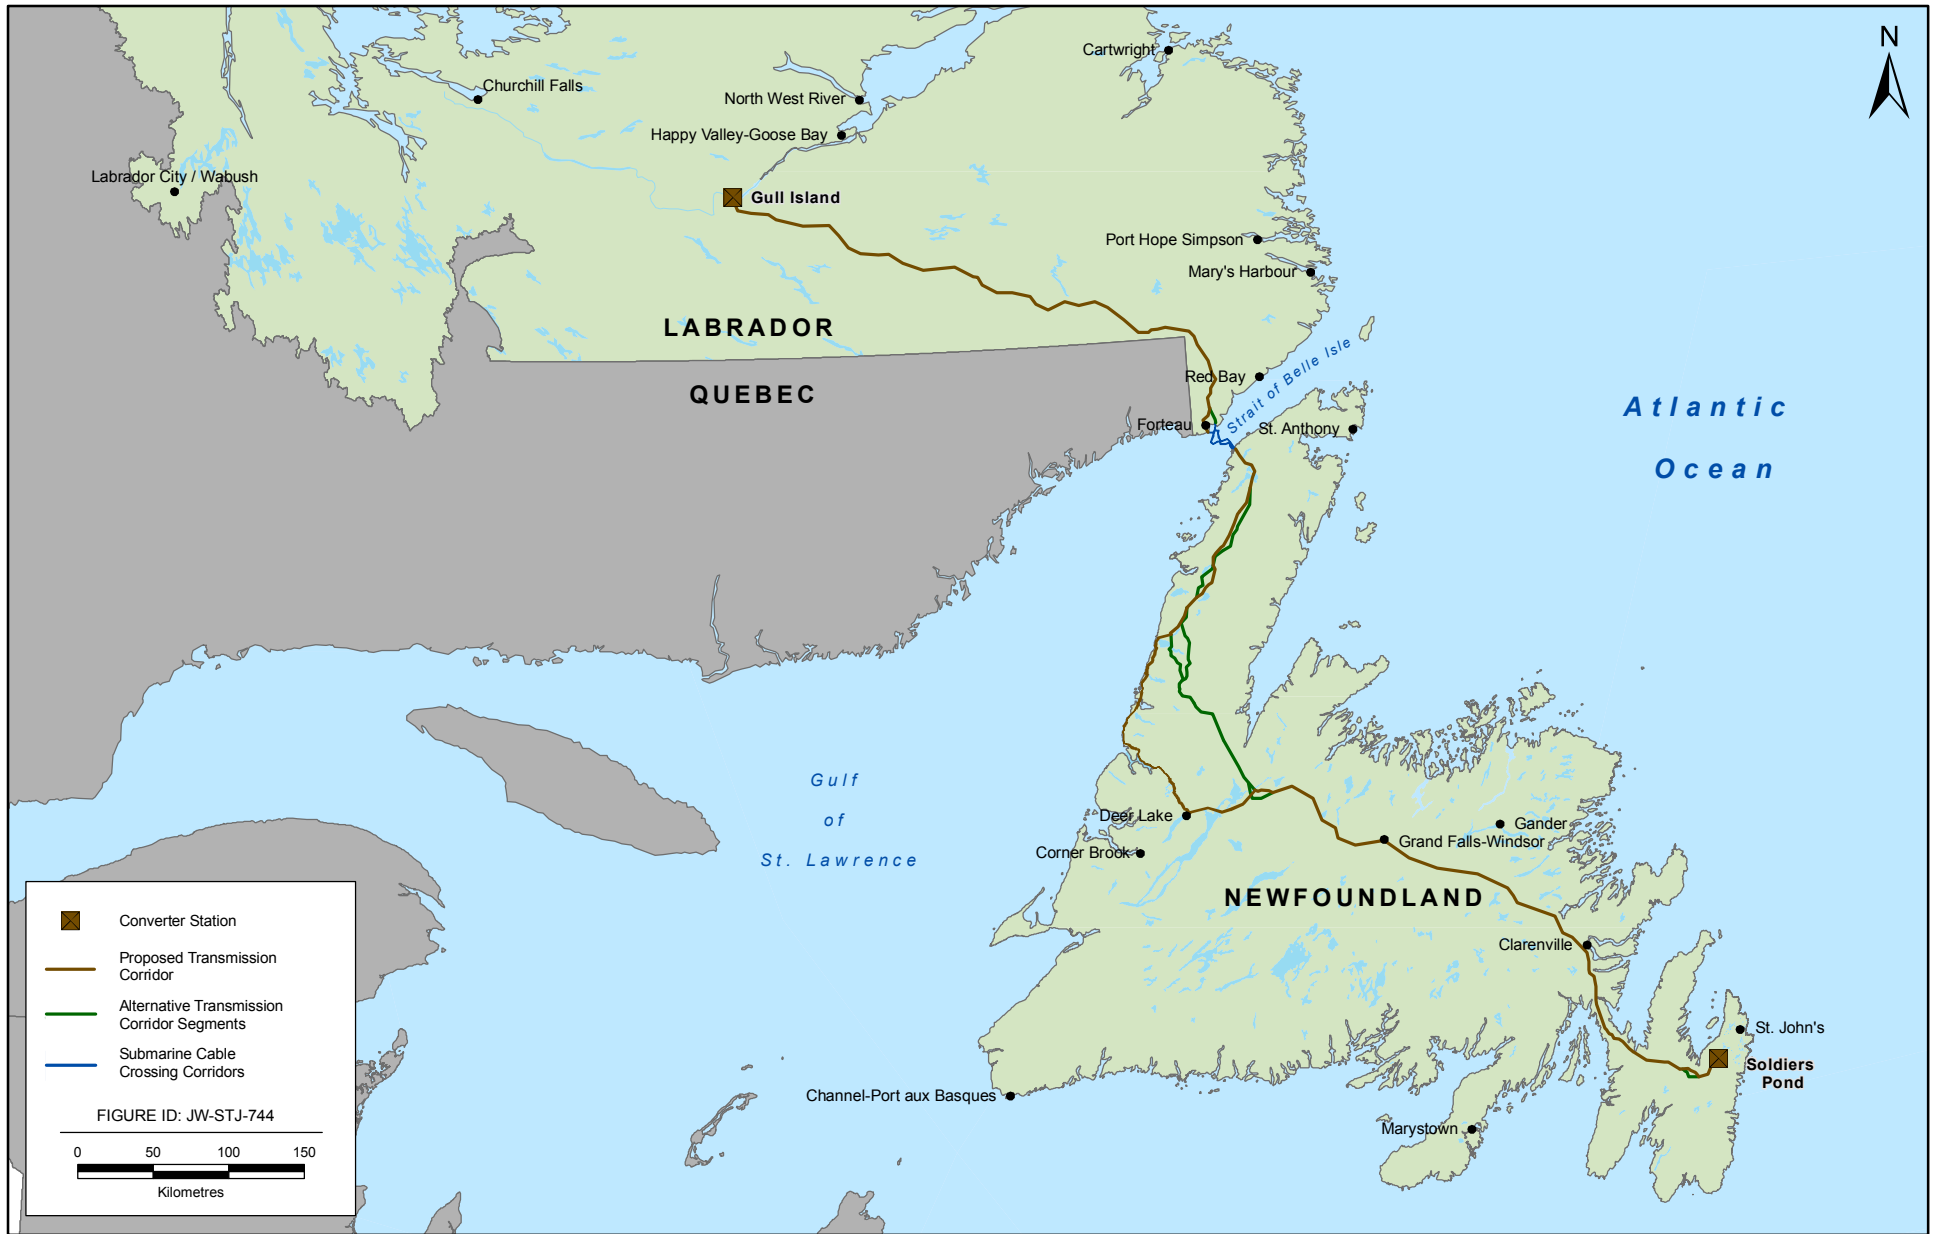 N
Cartwright
Churchill Falls
North West River
Happy Valley-Goose Bay
Labrador City / Wabush
Gull Island
Port Hope Simpson
Mary's Harbour
LABRADOR
QUEBEC
Red Bay
Strait of Belle Isle
Forteau
St. Anthony
Atlantic
Ocean
Gulf
of
St. Lawrence
Deer Lake
Corner Brook
Gander
Grand Falls-Windsor
NEWFOUNDLAND
Clarenville
St. John's
Soldiers
Pond
Channel-Port aux Basques
Marystown
Converter Station
Proposed Transmission
Corridor
Alternative Transmission
Corridor Segments
Submarine Cable
Crossing Corridors
FIGURE ID: JW-STJ-744
0 50 100 150
Kilometres